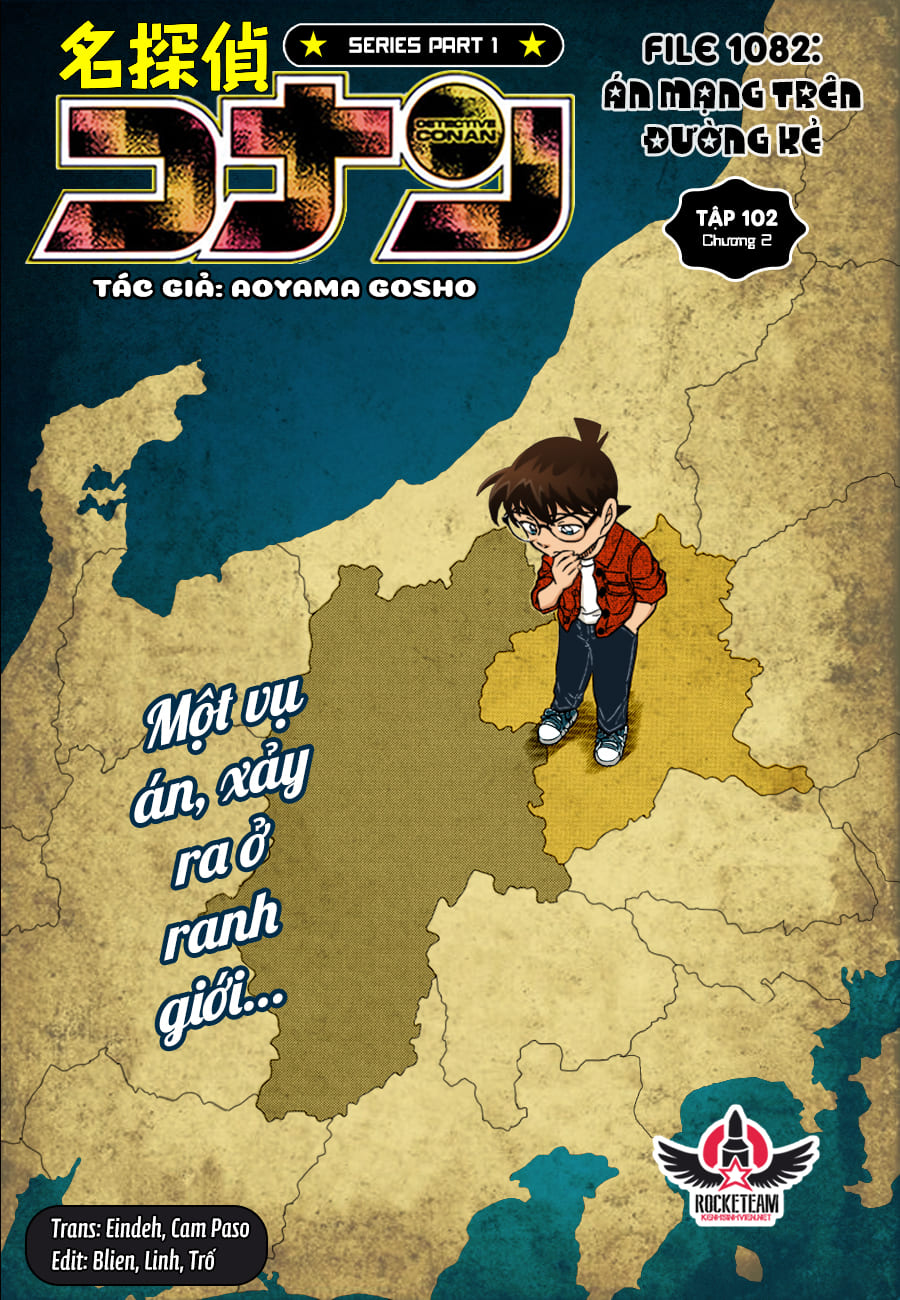 名探偵
コナン
DETECTIVE
CONAN
SERIES PART 1
TÁC GIẢ: AOYAMA GOSHO
FILE 1082:
ÁN MẠNG TRÊN
ĐƯỜNG KẺ
TẬP 102
Chương 2
Một vụ
án, xảy
ra ở
ranh
giới...
ROCKETEAM
KENHSINHVIEN.NET
Trans: Eindeh, Cam Paso
Edit: Blien, Linh, Trố